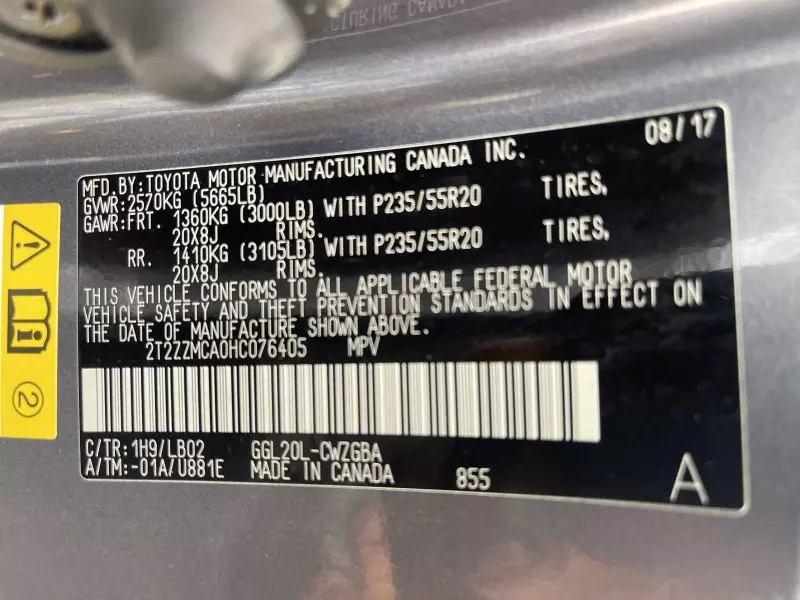 CTURING CANADA
08/17
MFD.BY:TOYOTA MOTOR MANUFACTURING CANADA INC.
GVWR:2570KG (5665LB)
GAWR:FRT. 1360KG (3000LB) WITH P235/55R20 TIRES,
20X8J RIMS.
RR. 1410KG (3105LB) WITH P235/55R20 TIRES,
20X8J RIMS.
THIS VEHICLE CONFORMS TO ALL APPLICABLE FEDERAL MOTOR
VEHICLE SAFETY AND THEFT PREVENTION STANDARDS IN EFFECT ON
THE DATE OF MANUFACTURE SHOWN ABOVE.
2T2ZZMCA0HC076405 MPV
C/TR:1H9/LB02 GGL20L-CWZGBA
A/TM:-01A/U881E MADE IN CANADA 855 A
2